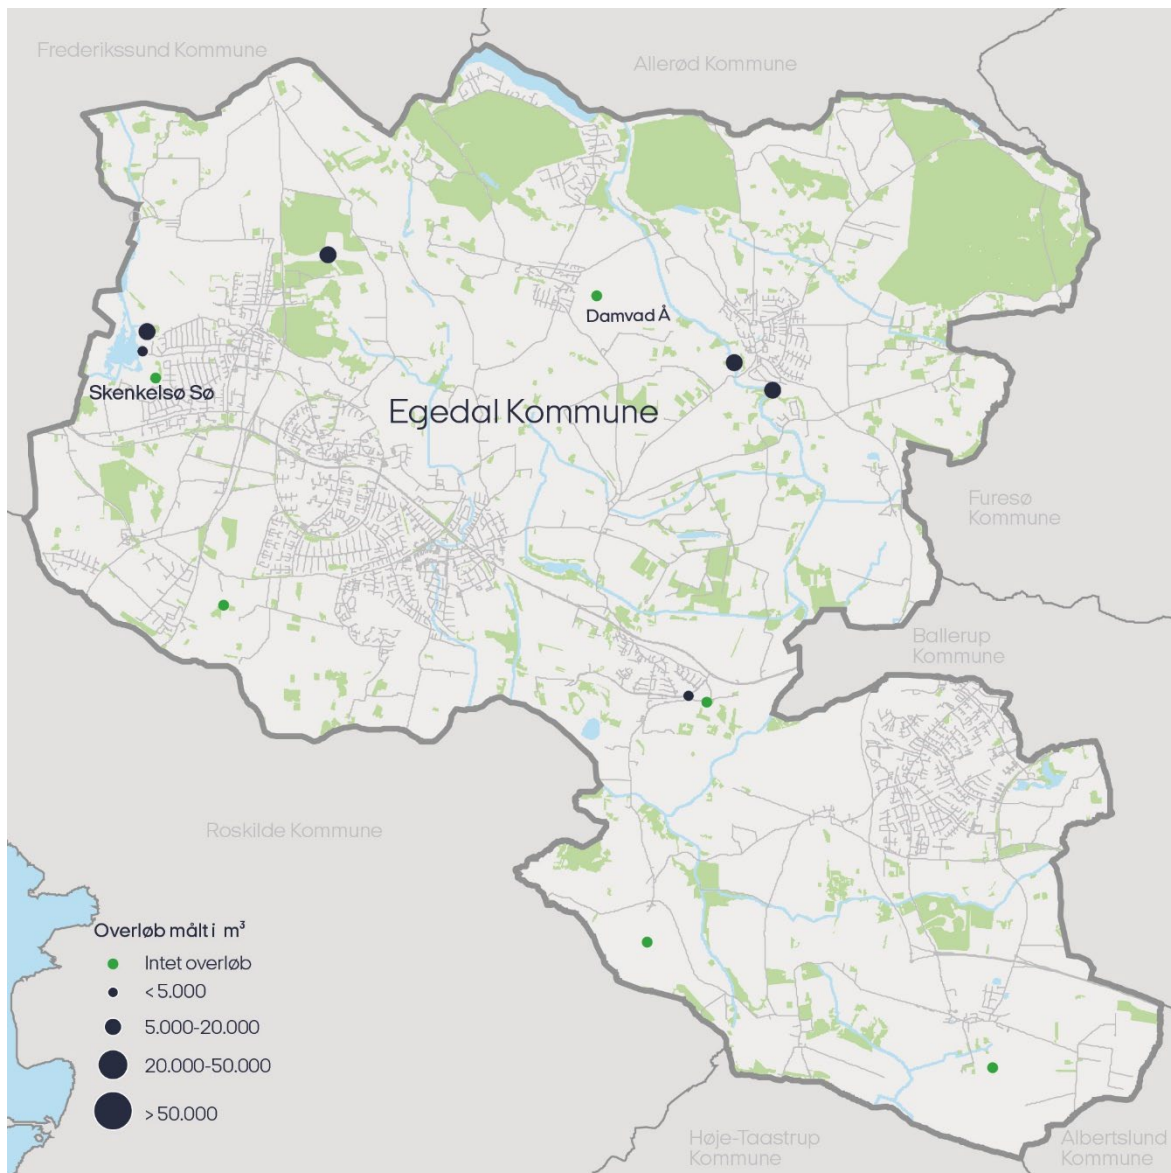 Frederikssund Kommune
Allerød Kommune
Damvad Å
Skenkelsø Sø
Egedal Kommune
Furesø
Kommune
Ballerup
Kommune
Roskilde Kommune
Overløb målt i m³
Intet overløb
< 5.000
5.000-20.000
20.000-50.000
> 50.000
Høje-Taastrup
Kommune
Albertslund
Kommune